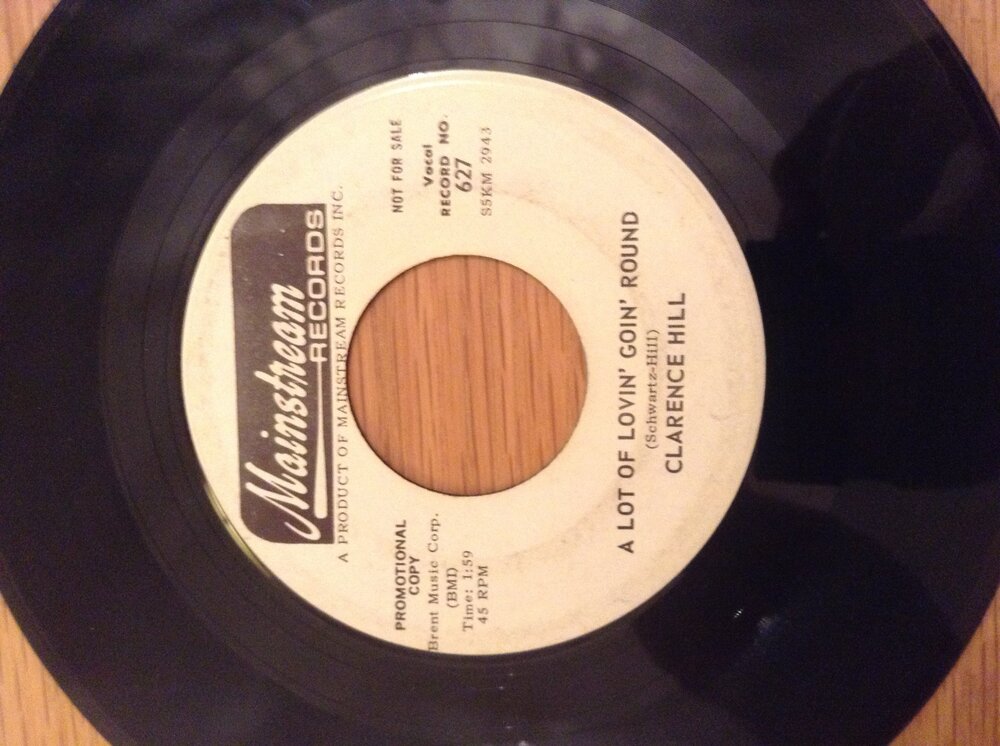 Mainstream
RECORDS
A PRODUCT OF MAINSTREAM RECORDS INC.
PROMOTIONAL
COPY
Brent Music Corp.
(BMI)
Time: 1:59
45 RPM
NOT FOR SALE
Vocal
RECORD NO.
627
S5KM 2943
A LOT OF LOVIN' GOIN' ROUND
(Schwartz-Hill)
CLARENCE HILL